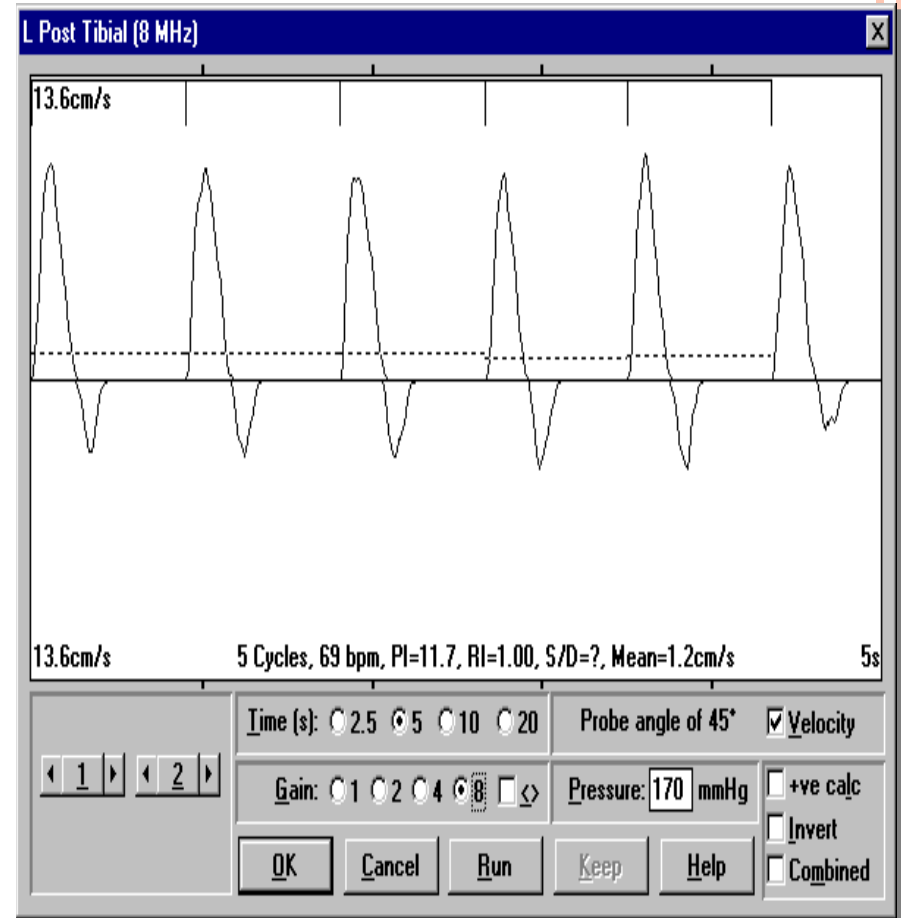 L Post Tibial (8 MHz) X
13.6cm/s
13.6cm/s 5 Cycles, 69 bpm, PI=11.7, RI=1.00, S/D=?, Mean=1.2cm/s 5s
Time (s): 2.5 5 10 20 Probe angle of 45° Velocity
1 2
Gain: 1 2 4 8 <> Pressure: 170 mmHg
+ve calc
Invert
Combined
OK Cancel Run Keep Help